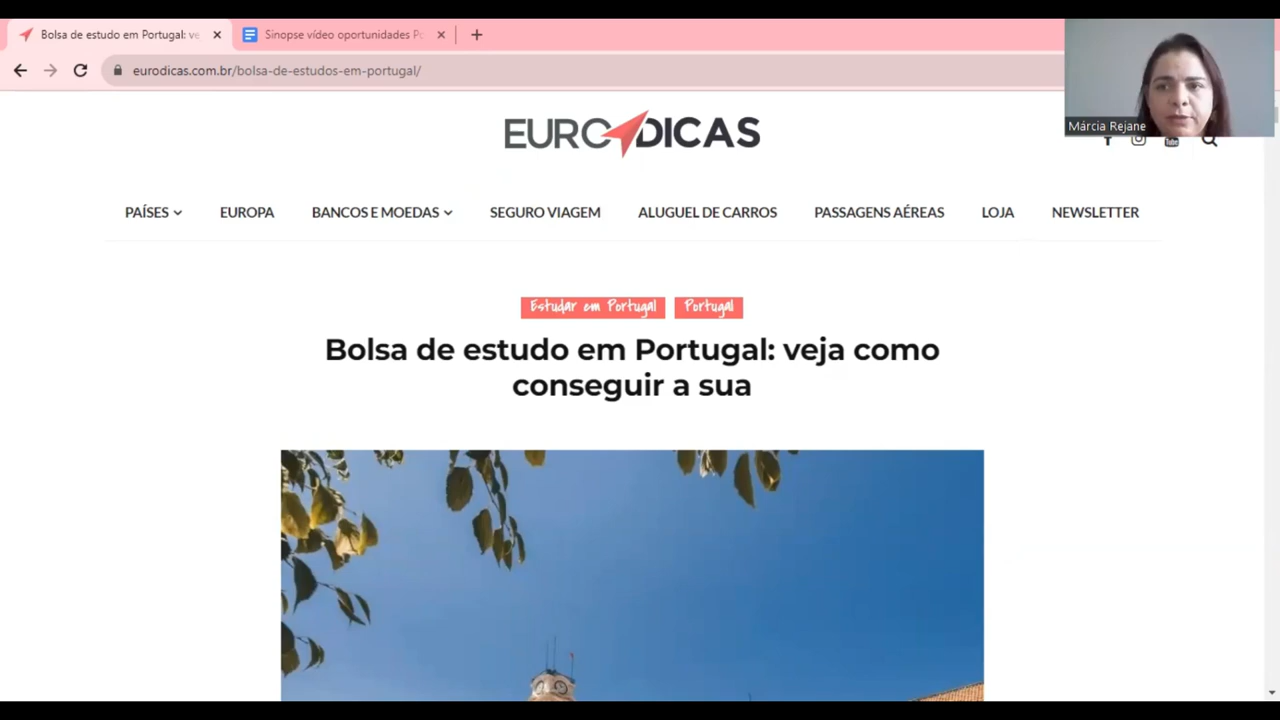 Bolsa de estudo em Portugal: ve
Sinopse vídeo oportunidades Po
eurodicas.com.br/bolsa-de-estudos-em-portugal/
Márcia Rejane
EURODICAS
PAÍSES
EUROPA
BANCOS E MOEDAS
SEGURO VIAGEM
ALUGUEL DE CARROS
PASSAGENS AÉREAS
LOJA
NEWSLETTER
Estudar em Portugal
Portugal
Bolsa de estudo em Portugal: veja como
conseguir a sua